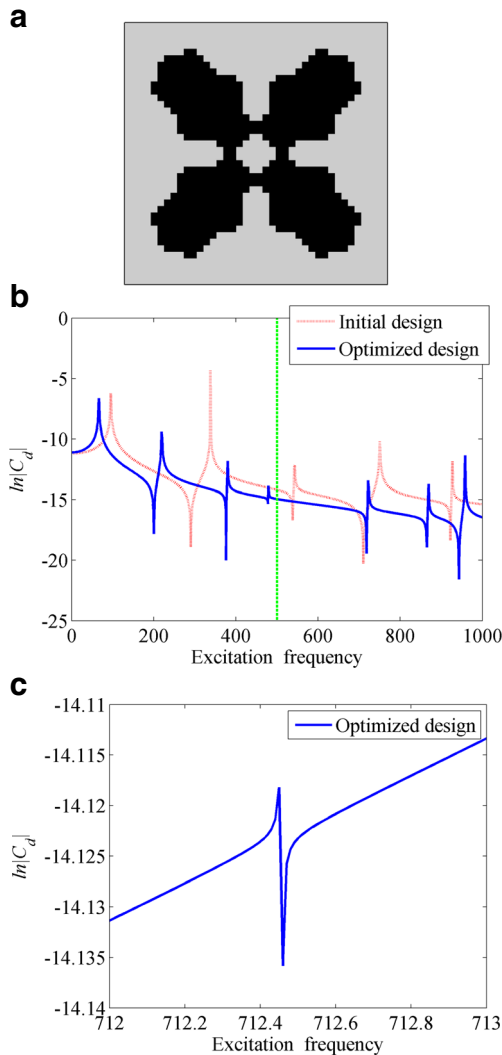 a
b
0
-5
-10
-15
-20
-25
ln|C_d|
Initial design
Optimized design
0 200 400 600 800 1000
Excitation frequency
c
-14.11
-14.115
-14.12
-14.125
-14.13
-14.135
-14.14
ln|C_d|
Optimized design
712 712.2 712.4 712.6 712.8 713
Excitation frequency